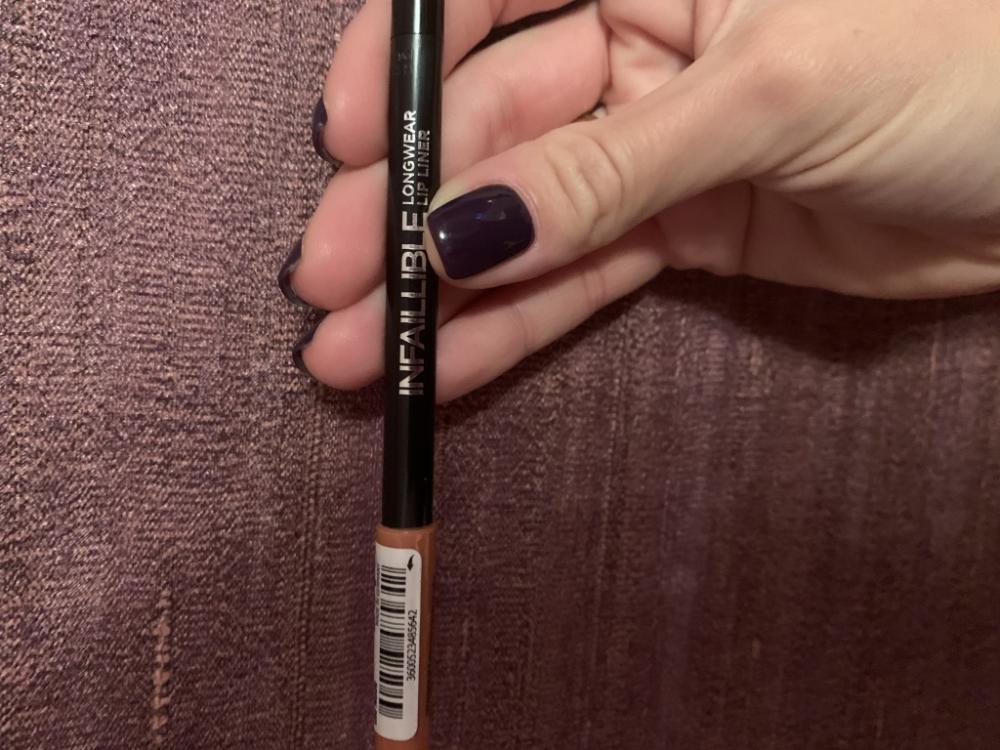 INFAILLIBLE
LONGWEAR
LIP LINER
3600523485642